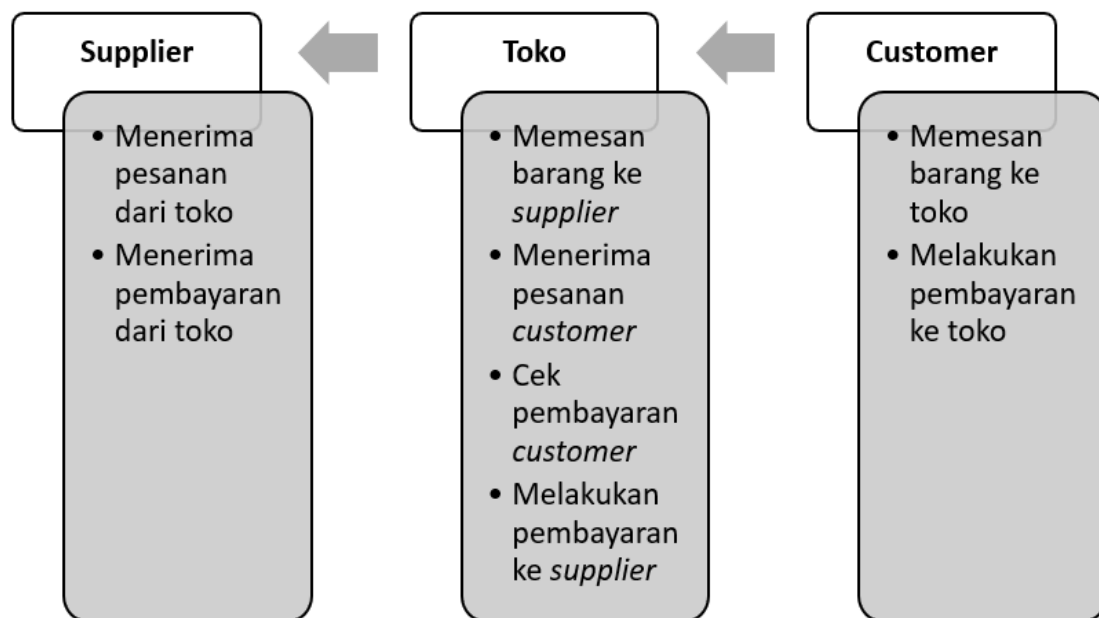 Supplier
• Menerima
pesanan
dari toko
• Menerima
pembayaran
dari toko
Toko
• Memesan
barang ke
supplier
• Menerima
pesanan
customer
• Cek
pembayaran
customer
• Melakukan
pembayaran
ke supplier
Customer
• Memesan
barang ke
toko
• Melakukan
pembayaran
ke toko